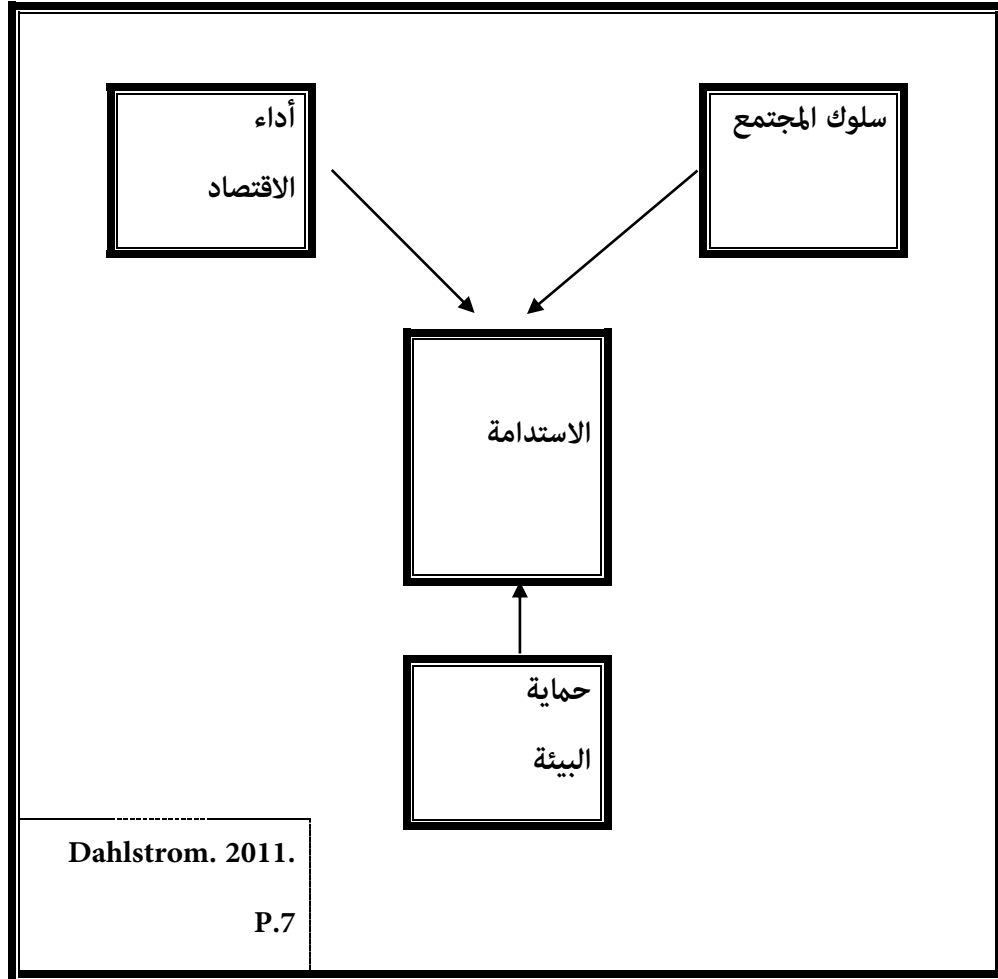 سلوك المجتمع
أداء
الاقتصاد
الاستدامة
حماية
البيئة
Dahlstrom. 2011.
P.7